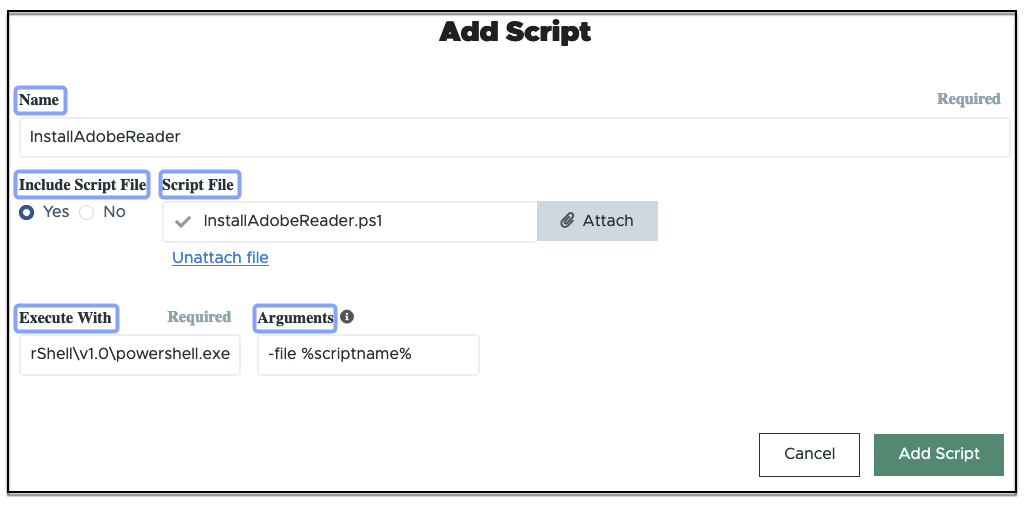 Add Script
Name Required
InstallAdobeReader
Include Script File Script File
Yes No
InstallAdobeReader.ps1 Attach
Unattach file
Execute With Required Arguments
rShell\v1.0\powershell.exe -file %scriptname%
Cancel Add Script